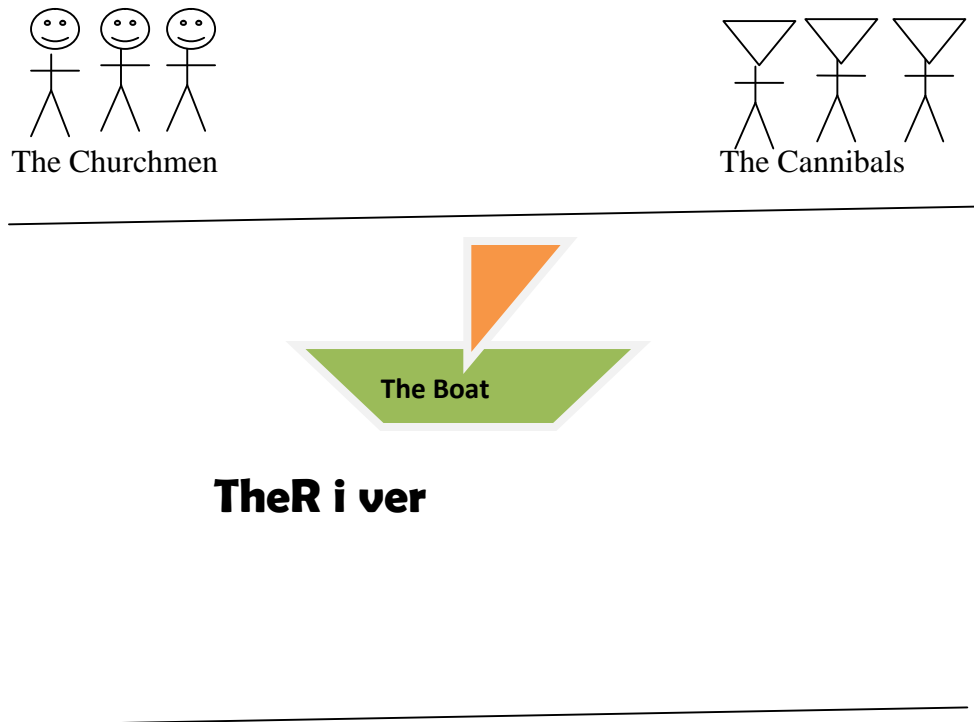 The Churchmen
The Cannibals
The Boat
TheR i ver